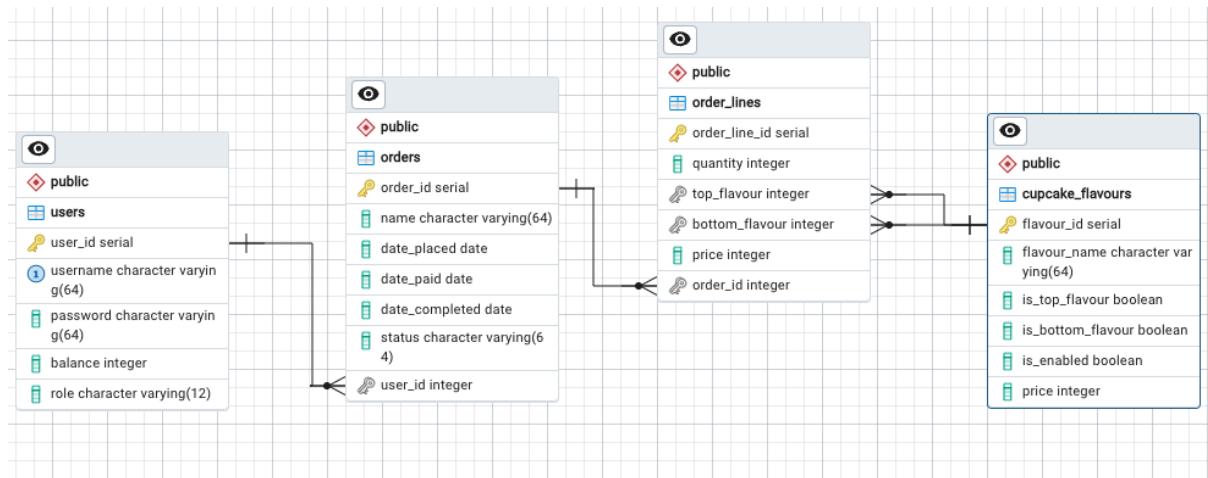 public
users
user_id serial
username character varyin
g(64)
password character varyin
g(64)
balance integer
role character varying(12)
public
orders
order_id serial
name character varying(64)
date_placed date
date_paid date
date_completed date
status character varying(6
4)
user_id integer
public
order_lines
order_line_id serial
quantity integer
top_flavour integer
bottom_flavour integer
price integer
order_id integer
public
cupcake_flavours
flavour_id serial
flavour_name character var
ying(64)
is_top_flavour boolean
is_bottom_flavour boolean
is_enabled boolean
price integer